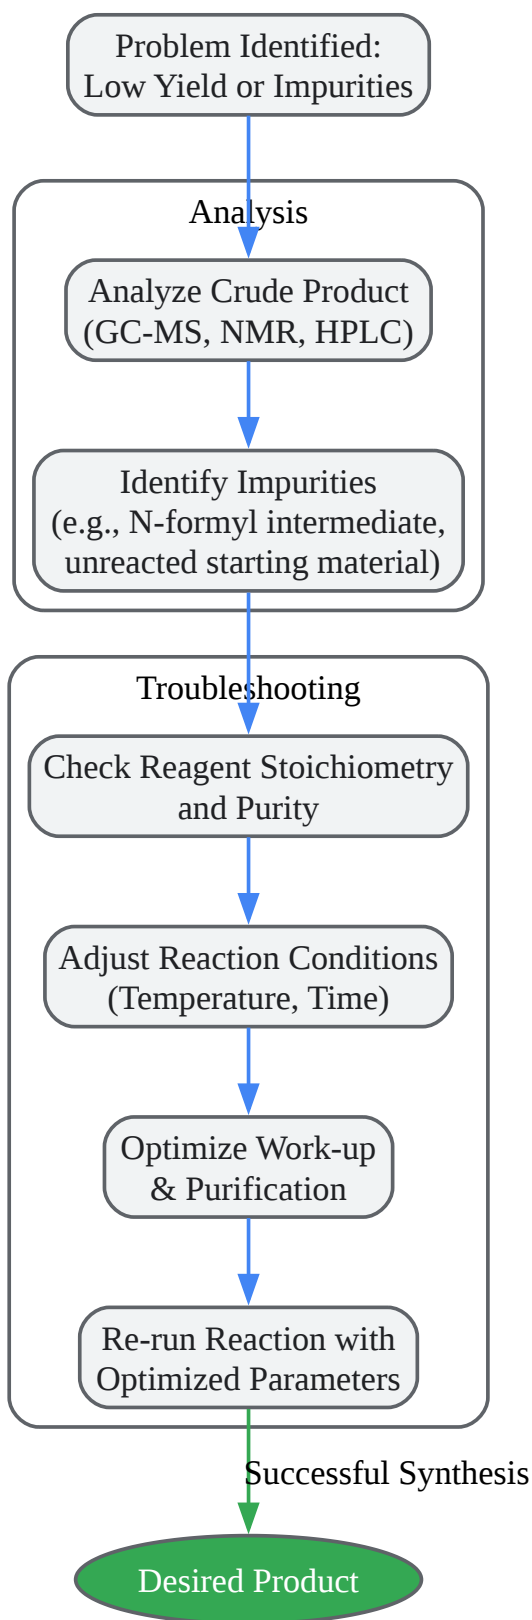 Problem Identified:
Low Yield or Impurities
Analysis
Analyze Crude Product
(GC-MS, NMR, HPLC)
Identify Impurities
(e.g., N-formyl intermediate,
unreacted starting material)
Troubleshooting
Check Reagent Stoichiometry
and Purity
Adjust Reaction Conditions
(Temperature, Time)
Optimize Work-up
& Purification
Re-run Reaction with
Optimized Parameters
Successful Synthesis
Desired Product